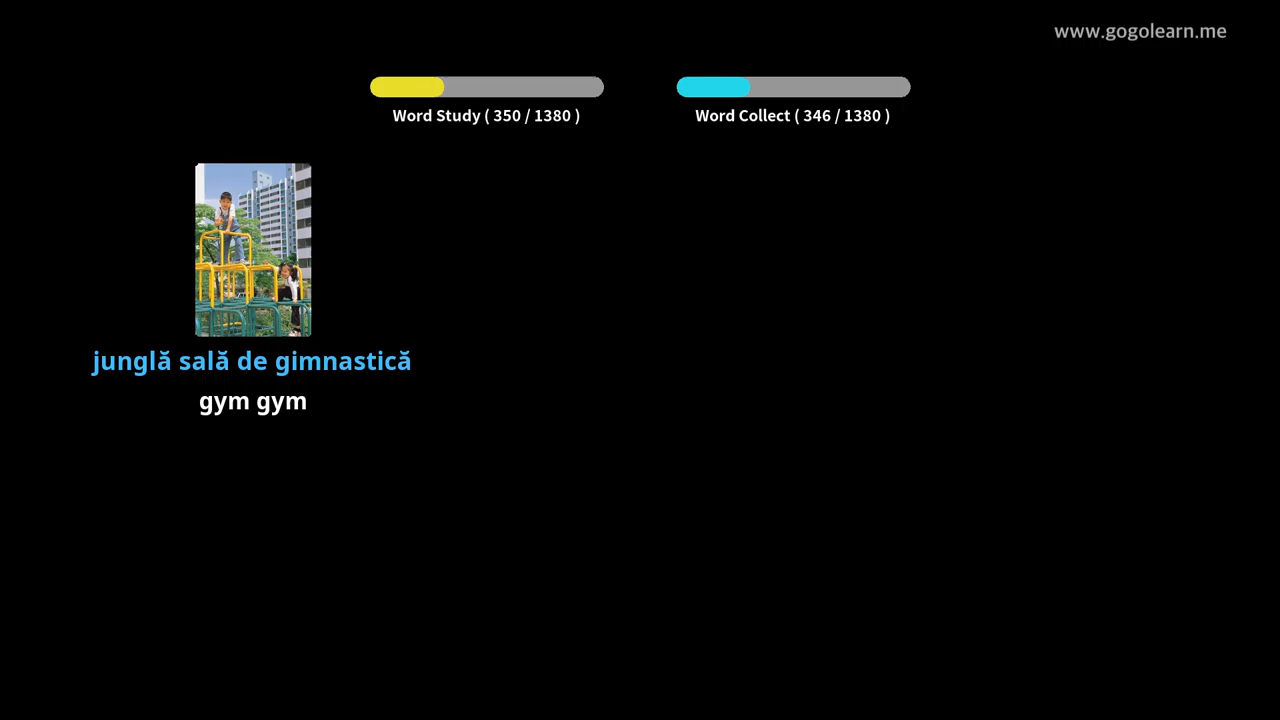 www.gogolearn.me
Word Study ( 350 / 1380 )
Word Collect ( 346 / 1380 )
junglă sală de gimnastică
gym gym